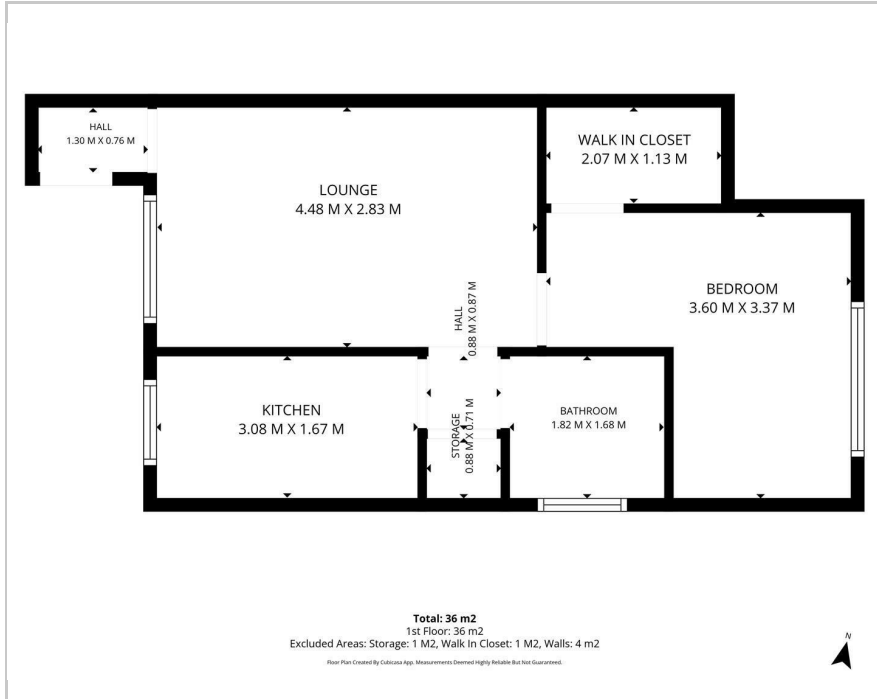 HALL
1.30 M X 0.76 M
WALK IN CLOSET
2.07 M X 1.13 M
LOUNGE
4.48 M X 2.83 M
BEDROOM
3.60 M X 3.37 M
HALL
0.88 M X 0.87 M
KITCHEN
3.08 M X 1.67 M
STORAGE
0.88 M X 0.71 M
BATHROOM
1.82 M X 1.68 M
Total: 36 m2
1st Floor: 36 m2
Excluded Areas: Storage: 1 M2, Walk In Closet: 1 M2, Walls: 4 m2
Floor Plan Created By Cubicasa App. Measurements Deemed Highly Reliable But Not Guaranteed.
N